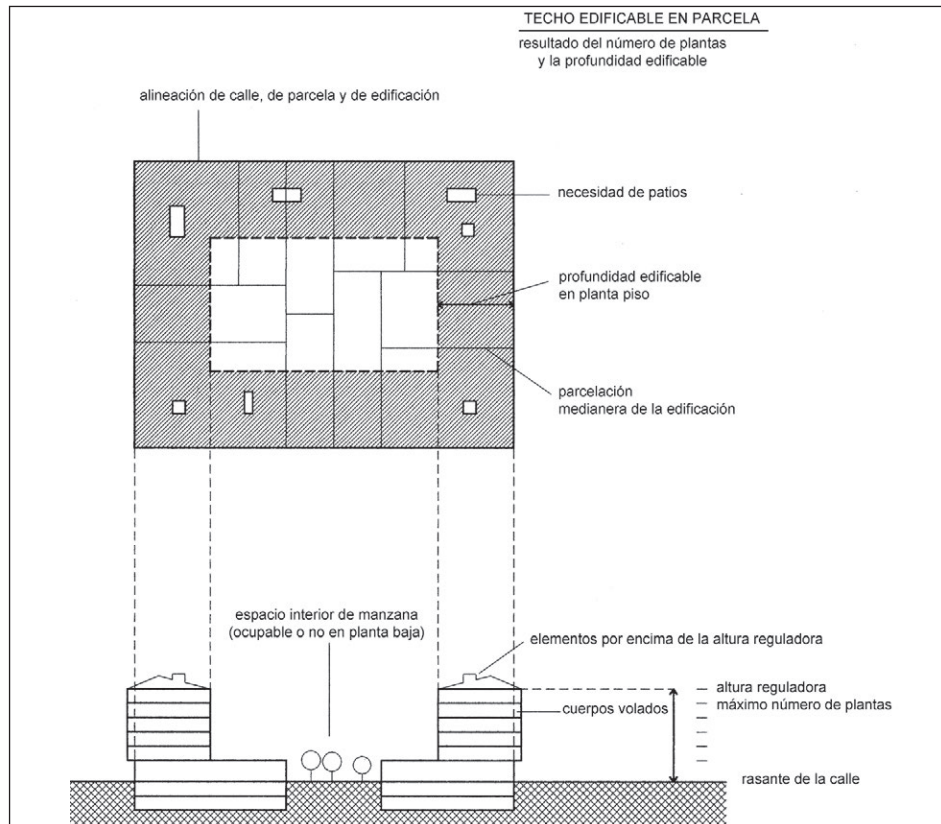 TECHO EDIFICABLE EN PARCELA
resultado del número de plantas
y la profundidad edificable
alineación de calle, de parcela y de edificación
necesidad de patios
profundidad edificable
en planta piso
parcelación
medianera de la edificación
espacio interior de manzana
(ocupable o no en planta baja)
elementos por encima de la altura reguladora
altura reguladora
máximo número de plantas
cuerpos volados
rasante de la calle